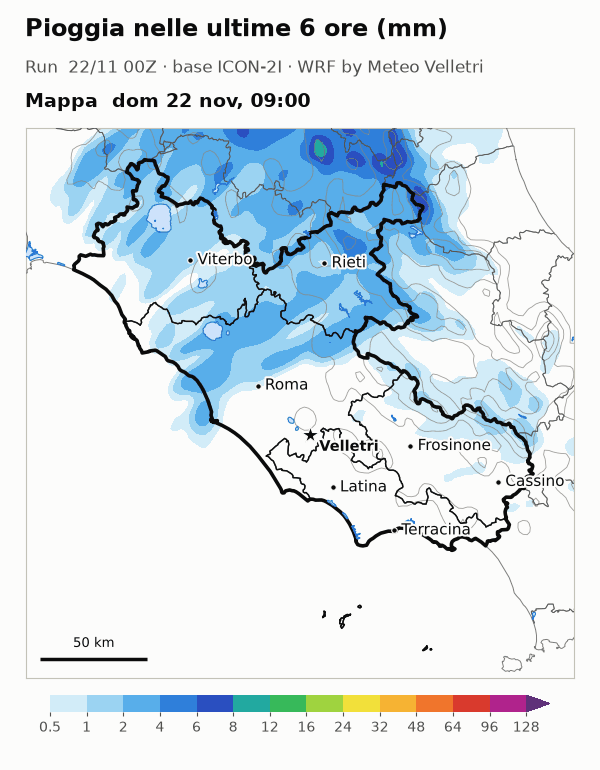 Pioggia nelle ultime 6 ore (mm)
Run  22/11 00Z · base ICON-2I · WRF by Meteo Velletri
Mappa  dom 22 nov, 09:00
Viterbo
Rieti
Roma
Velletri
Frosinone
Cassino
Latina
Terracina
50 km
0.5 1 2 4 6 8 12 16 24 32 48 64 96 128